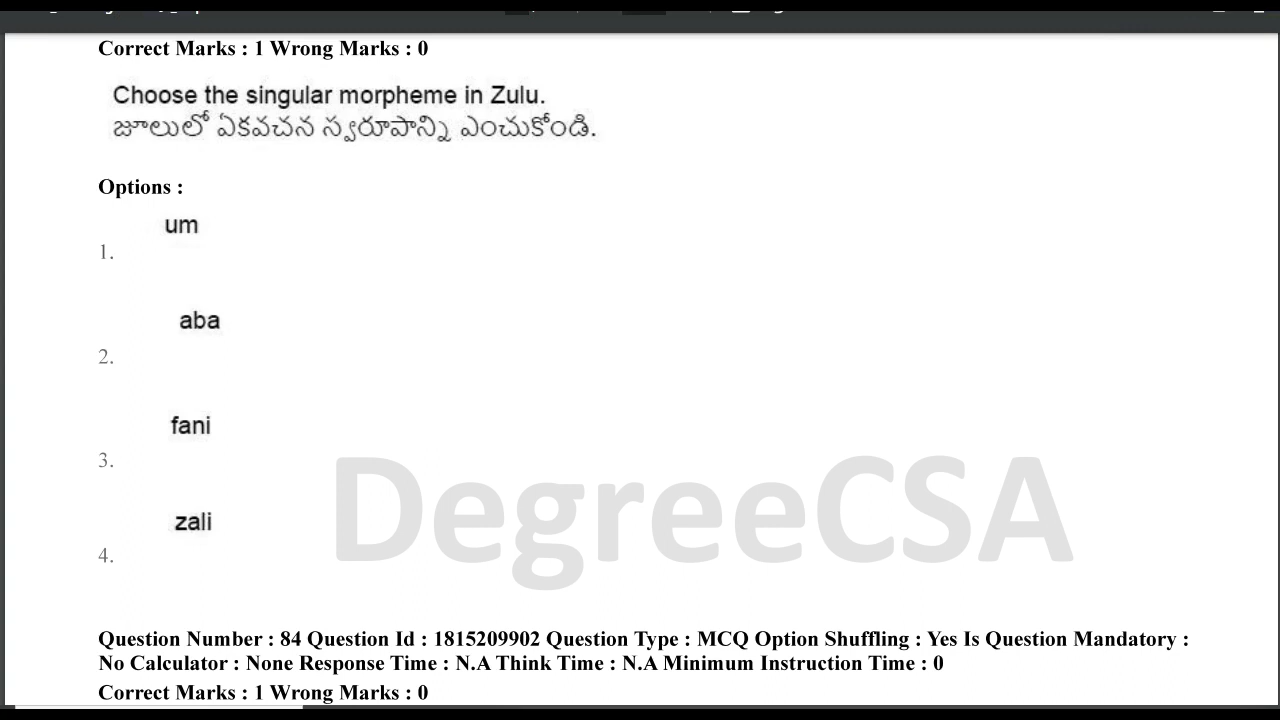 Correct Marks : 1 Wrong Marks : 0
Choose the singular morpheme in Zulu.
జూలులో ఏకవచన స్వరూపాన్ని ఎంచుకోండి.
Options :
um
1.
aba
2.
fani
3.
zali
4.
DegreeCSA
Question Number : 84 Question Id : 1815209902 Question Type : MCQ Option Shuffling : Yes Is Question Mandatory :
No Calculator : None Response Time : N.A Think Time : N.A Minimum Instruction Time : 0
Correct Marks : 1 Wrong Marks : 0